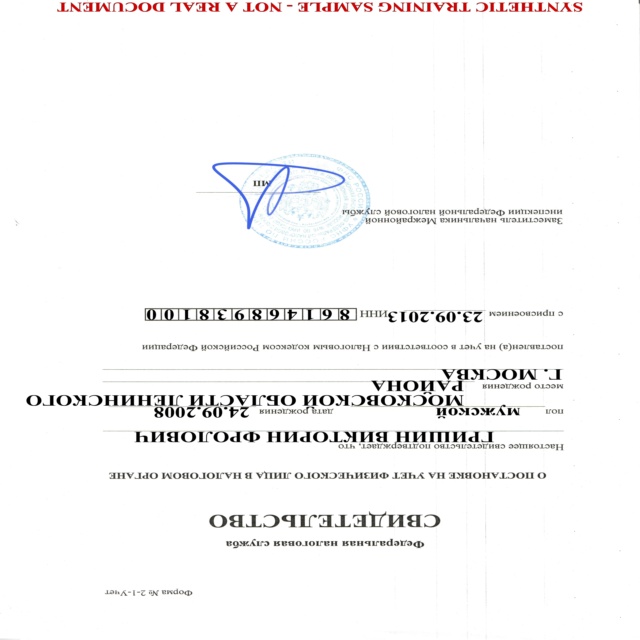 Форма № 2-1-Учет
Федеральная налоговая служба
СВИДЕТЕЛЬСТВО
О ПОСТАНОВКЕ НА УЧЕТ ФИЗИЧЕСКОГО ЛИЦА В НАЛОГОВОМ ОРГАНЕ
Настоящее свидетельство подтверждает, что
ГРИШИН ВИКТОРИН ФРОЛОВИЧ
пол МУЖСКОЙ дата рождения 24.09.2008
МОСКОВСКОЙ ОБЛАСТИ ЛЕНИНСКОГО
место рождения РАЙОНА
Г. МОСКВА
поставлен(а) на учет в соответствии с Налоговым кодексом Российской Федерации
с присвоением 23.09.2013 ИНН 861468938100
Заместитель начальника Межрайонной
инспекции Федеральной налоговой службы
МП
SYNTHETIC TRAINING SAMPLE - NOT A REAL DOCUMENT